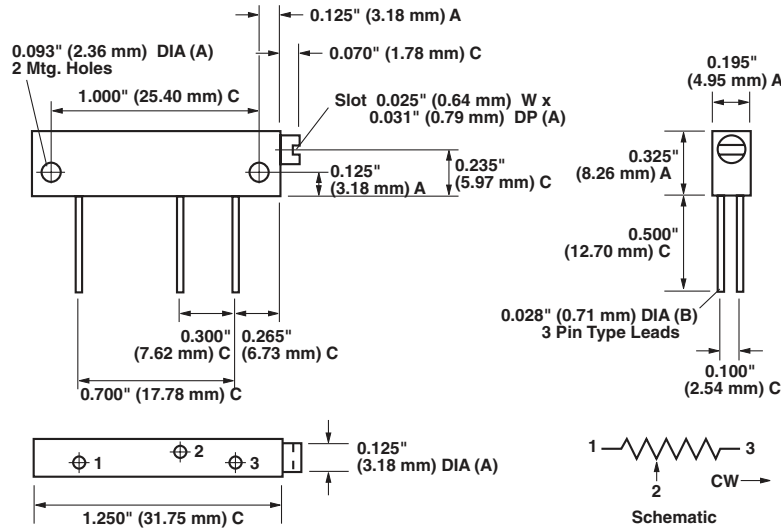 0.125"
(3.18 mm) A
0.093" (2.36 mm) DIA (A)
2 Mtg. Holes
0.070" (1.78 mm) C
1.000" (25.40 mm) C
Slot 0.025" (0.64 mm) W x
0.031" (0.79 mm) DP (A)
0.125"
(3.18 mm) A
0.235"
(5.97 mm) C
0.300"
(7.62 mm) C
0.265"
(6.73 mm) C
0.700" (17.78 mm) C
0.195"
(4.95 mm) A
0.325"
(8.26 mm) A
0.500"
(12.70 mm) C
0.028" (0.71 mm) DIA (B)
3 Pin Type Leads
0.100"
(2.54 mm) C
1
2
3
0.125"
(3.18 mm) DIA (A)
1.250" (31.75 mm) C
1
3
2
CW
Schematic